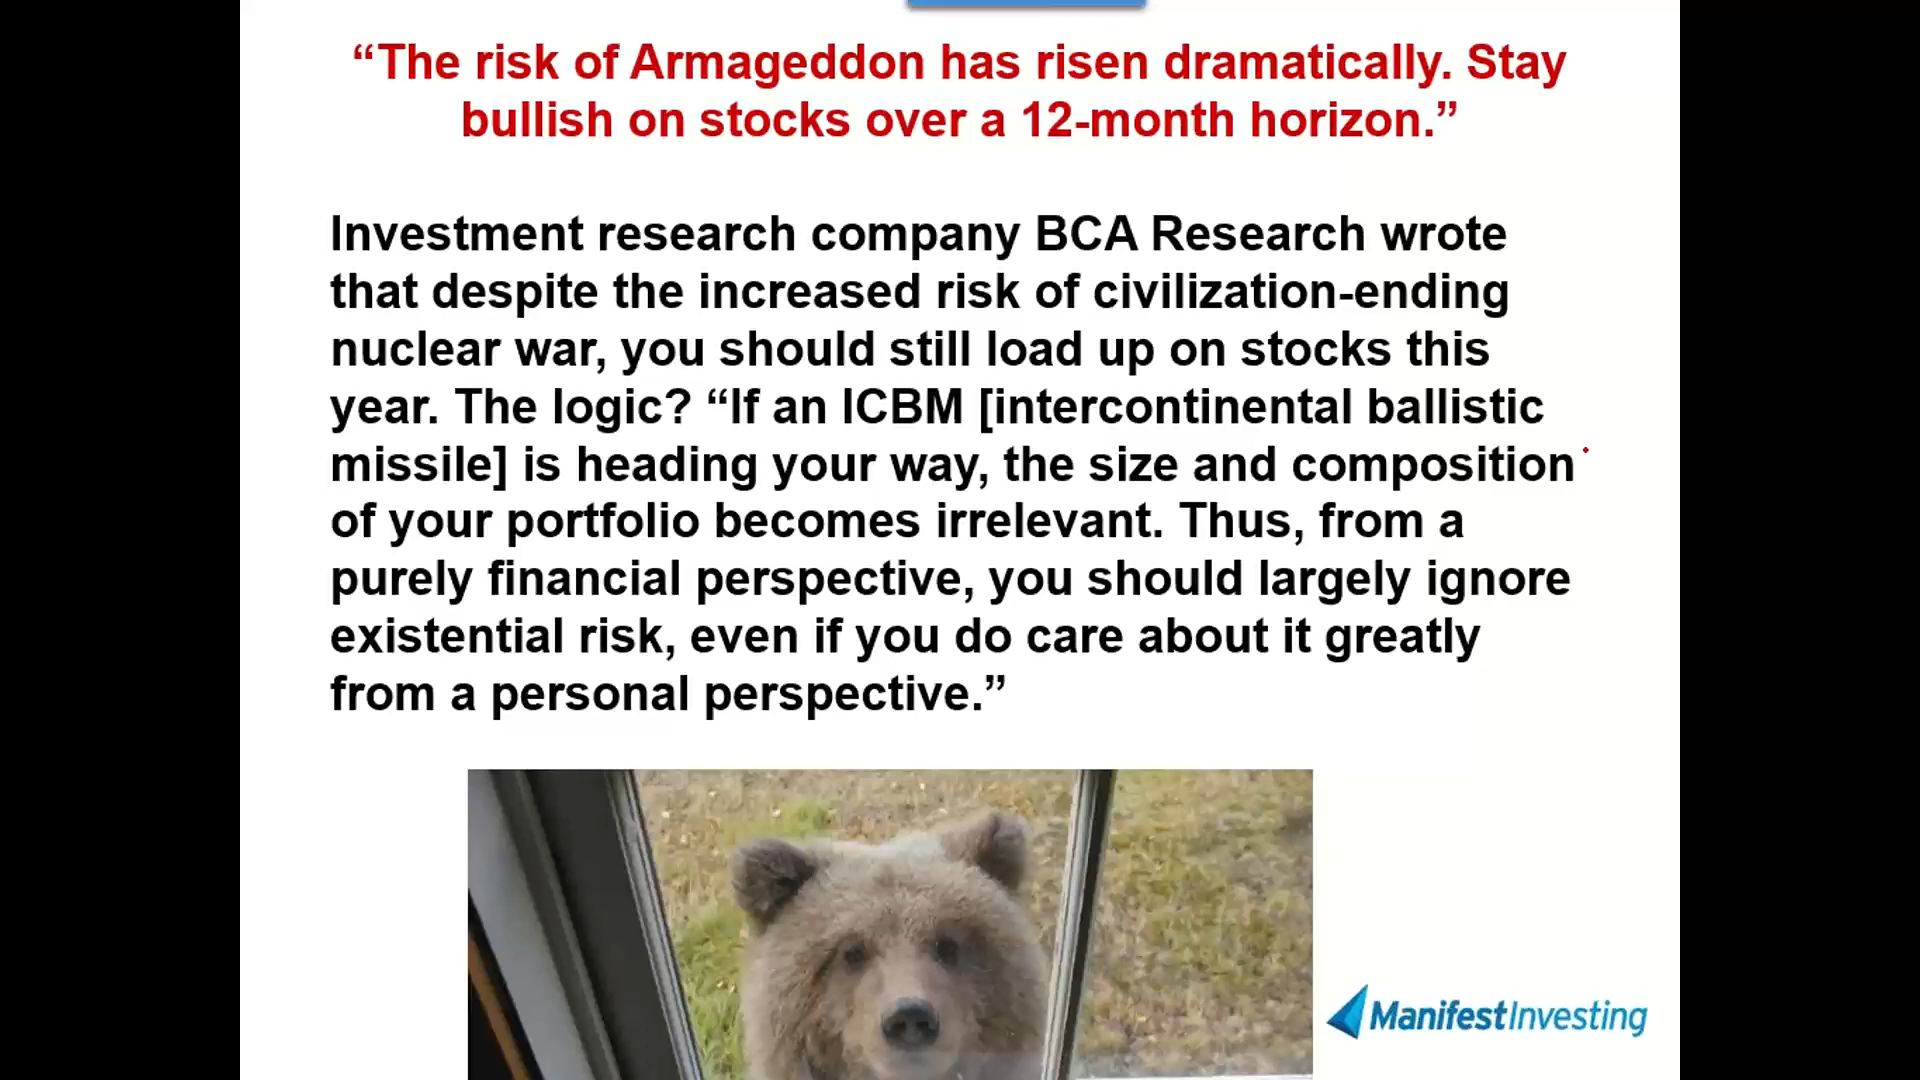 “The risk of Armageddon has risen dramatically. Stay
bullish on stocks over a 12-month horizon.”
Investment research company BCA Research wrote
that despite the increased risk of civilization-ending
nuclear war, you should still load up on stocks this
year. The logic? “If an ICBM [intercontinental ballistic
missile] is heading your way, the size and composition
of your portfolio becomes irrelevant. Thus, from a
purely financial perspective, you should largely ignore
existential risk, even if you do care about it greatly
from a personal perspective.”
ManifestInvesting